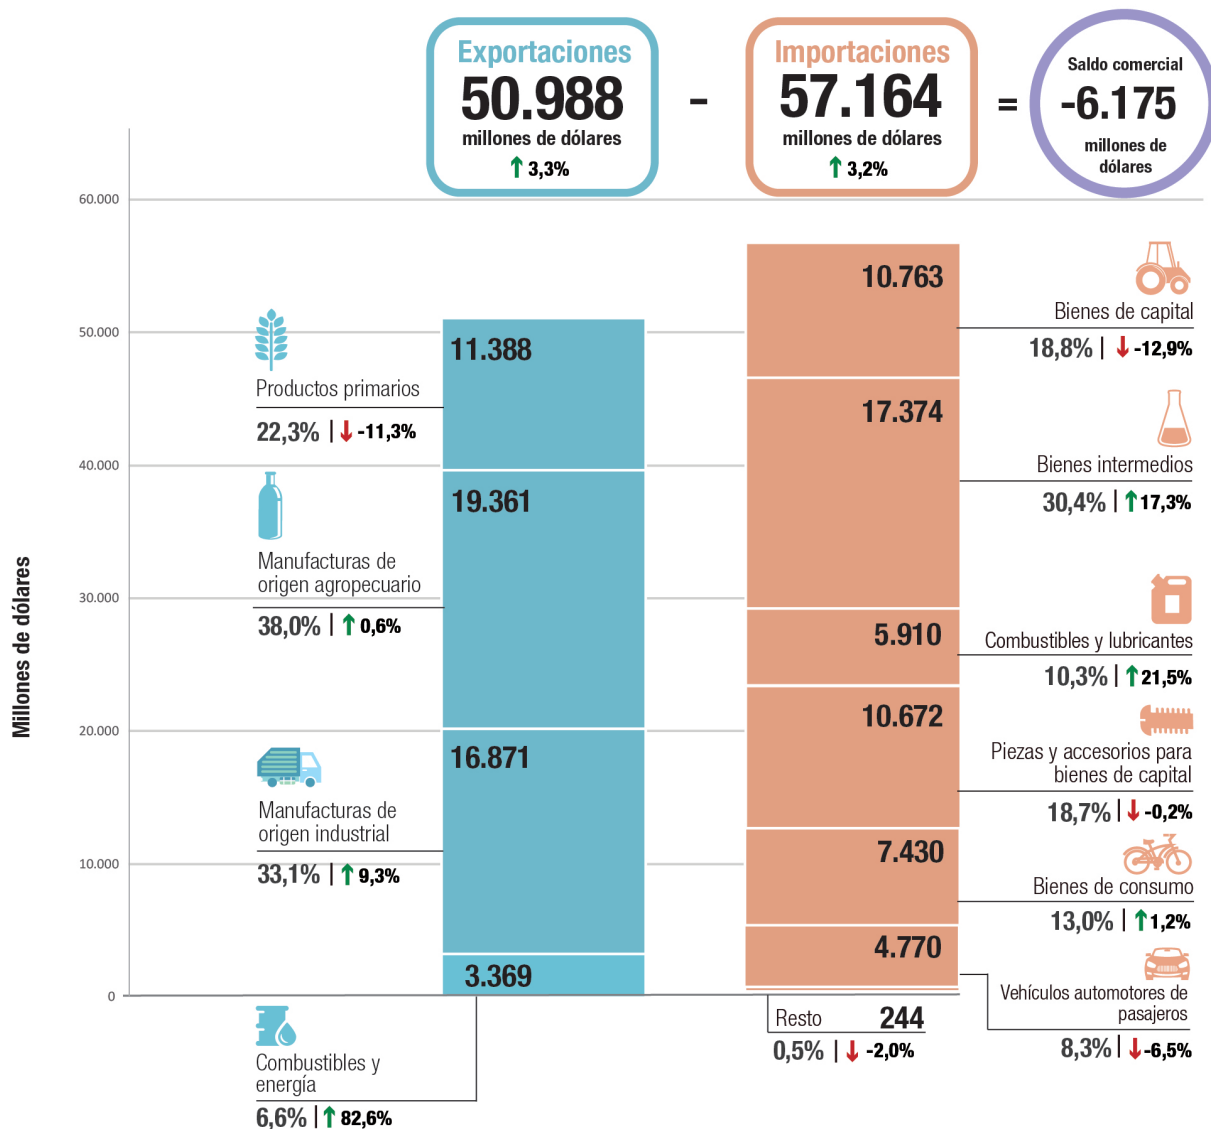 Exportaciones
50.988
millones de dólares
3,3%
-
Importaciones
57.164
millones de dólares
3,2%
=
Saldo comercial
-6.175
millones de
dólares
Millones de dólares
60.000
50.000
40.000
30.000
20.000
10.000
0
Productos primarios
22,3% | -11,3%
Manufacturas de
origen agropecuario
38,0% | 0,6%
Manufacturas de
origen industrial
33,1% | 9,3%
Combustibles y
energía
6,6% | 82,6%
11.388
19.361
16.871
3.369
10.763
17.374
5.910
10.672
7.430
4.770
Resto 244
0,5% | -2,0%
Bienes de capital
18,8% | -12,9%
Bienes intermedios
30,4% | 17,3%
Combustibles y lubricantes
10,3% | 21,5%
Piezas y accesorios para
bienes de capital
18,7% | -0,2%
Bienes de consumo
13,0% | 1,2%
Vehículos automotores de
pasajeros
8,3% | -6,5%